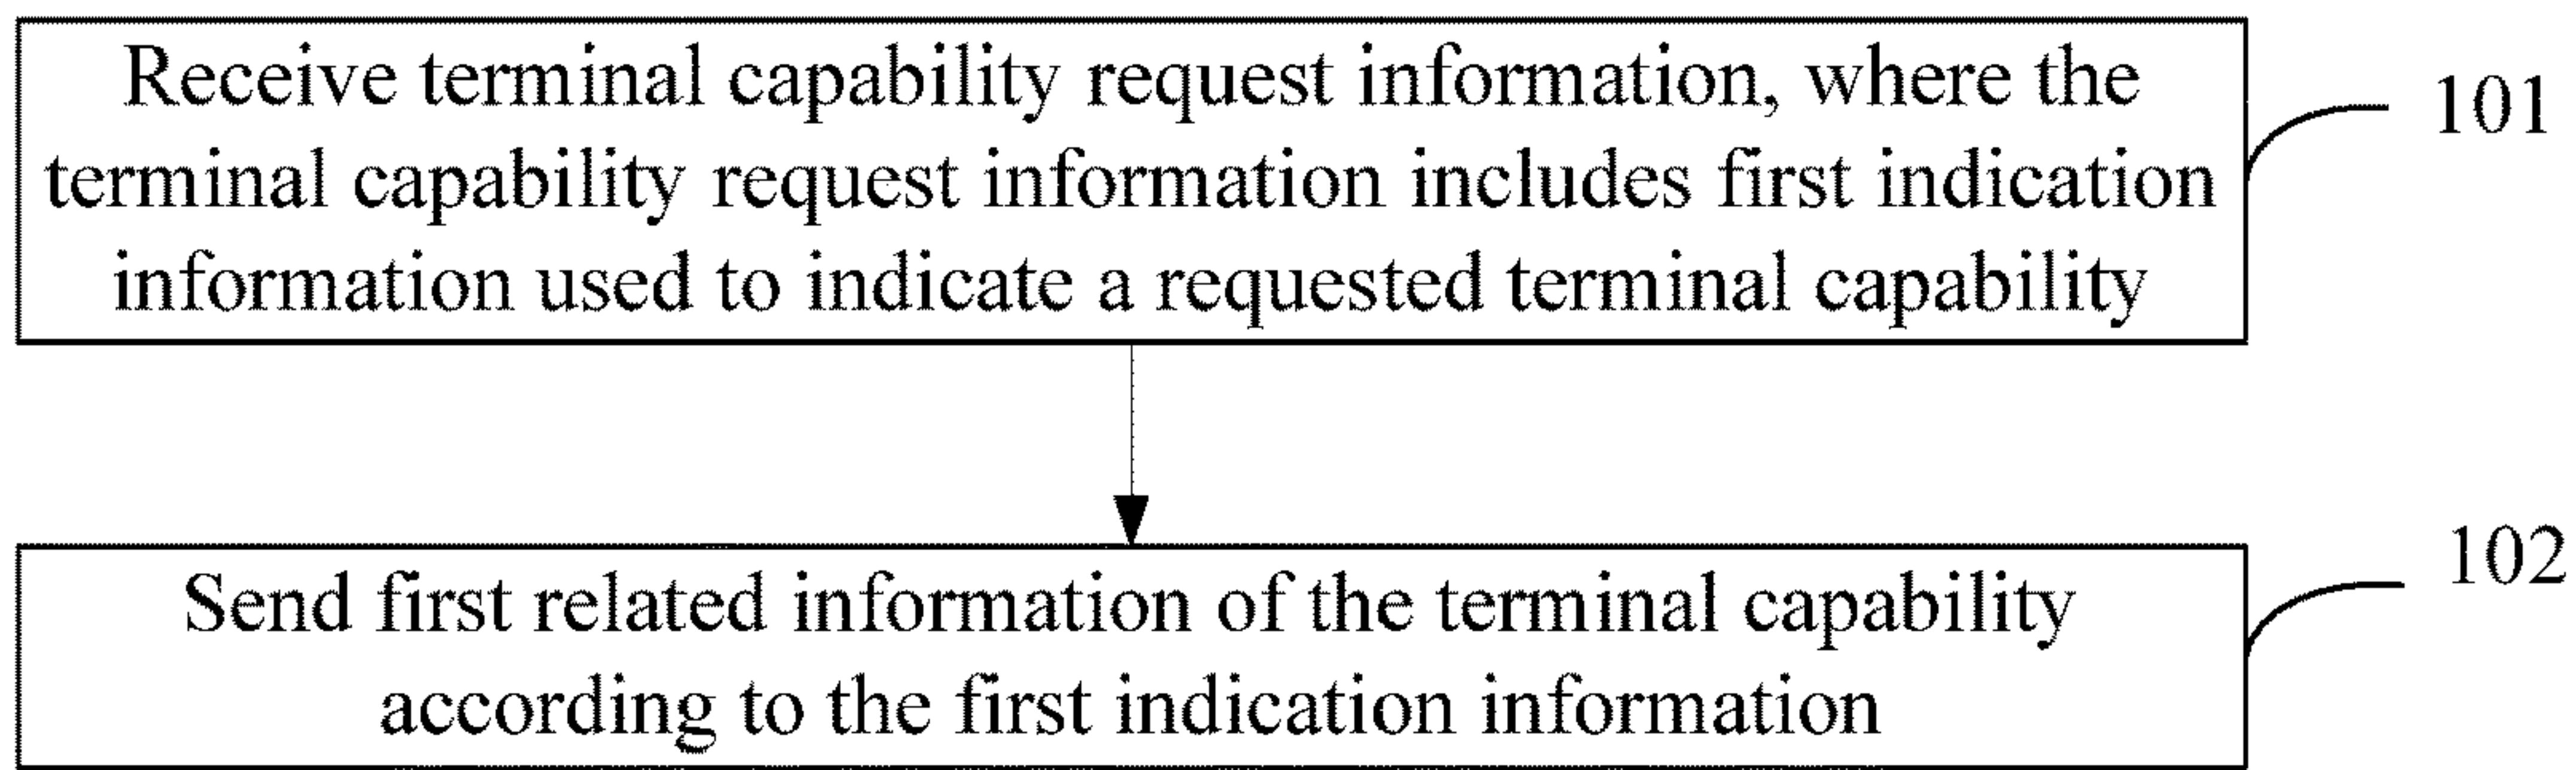 Receive terminal capability request information, where the
terminal capability request information includes first indication
information used to indicate a requested terminal capability
101
Send first related information of the terminal capability
according to the first indication information
102